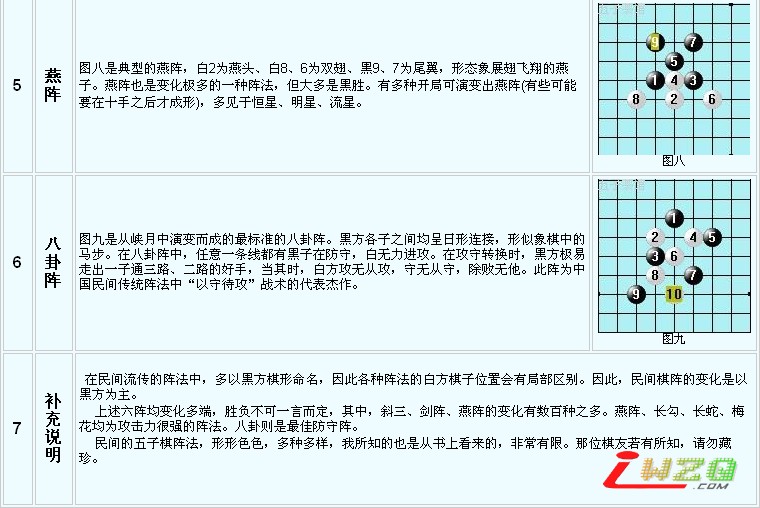 5
燕
阵
图八是典型的燕阵，白2为燕头、白8、6为双翅、黑9、7为尾翼，形态象展翅飞翔的燕
子。燕阵也是变化极多的一种阵法，但大多是黑胜。有多种开局可演变出燕阵(有些可能
要在十手之后才成形)，多见于恒星、明星、流星。
9 7
5
1 4 3
8 2 6
图八
6
八
卦
阵
图九是从峡月中演变而成的最标准的八卦阵。黑方各子之间均呈日形连接，形似象棋中的
马步。在八卦阵中，任意一条线都有黑子在防守，白无力进攻。在攻守转换时，黑方极易
走出一子通三路、二路的好手，当其时，白方攻无从攻，守无从守，除败无他。此阵为中
国民间传统阵法中“以守待攻”战术的代表杰作。
1
2 4 5
3 6
8 7
9 10
图九
7
补
充
说
明
在民间流传的阵法中，多以黑方棋形命名，因此各种阵法的白方棋子位置会有局部区别。因此，民间棋阵的变化是以
黑方为主。
上述六阵均变化多端，胜负不可一言而定，其中，斜三、剑阵、燕阵的变化有数百种之多。燕阵、长勾、长蛇、梅
花均为攻击力很强的阵法。八卦则是最佳防守阵。
民间的五子棋阵法，形形色色，多种多样，我所知的也是从书上看来的，非常有限。那位棋友若有所知，请勿藏
珍。
iWZQ
.COM